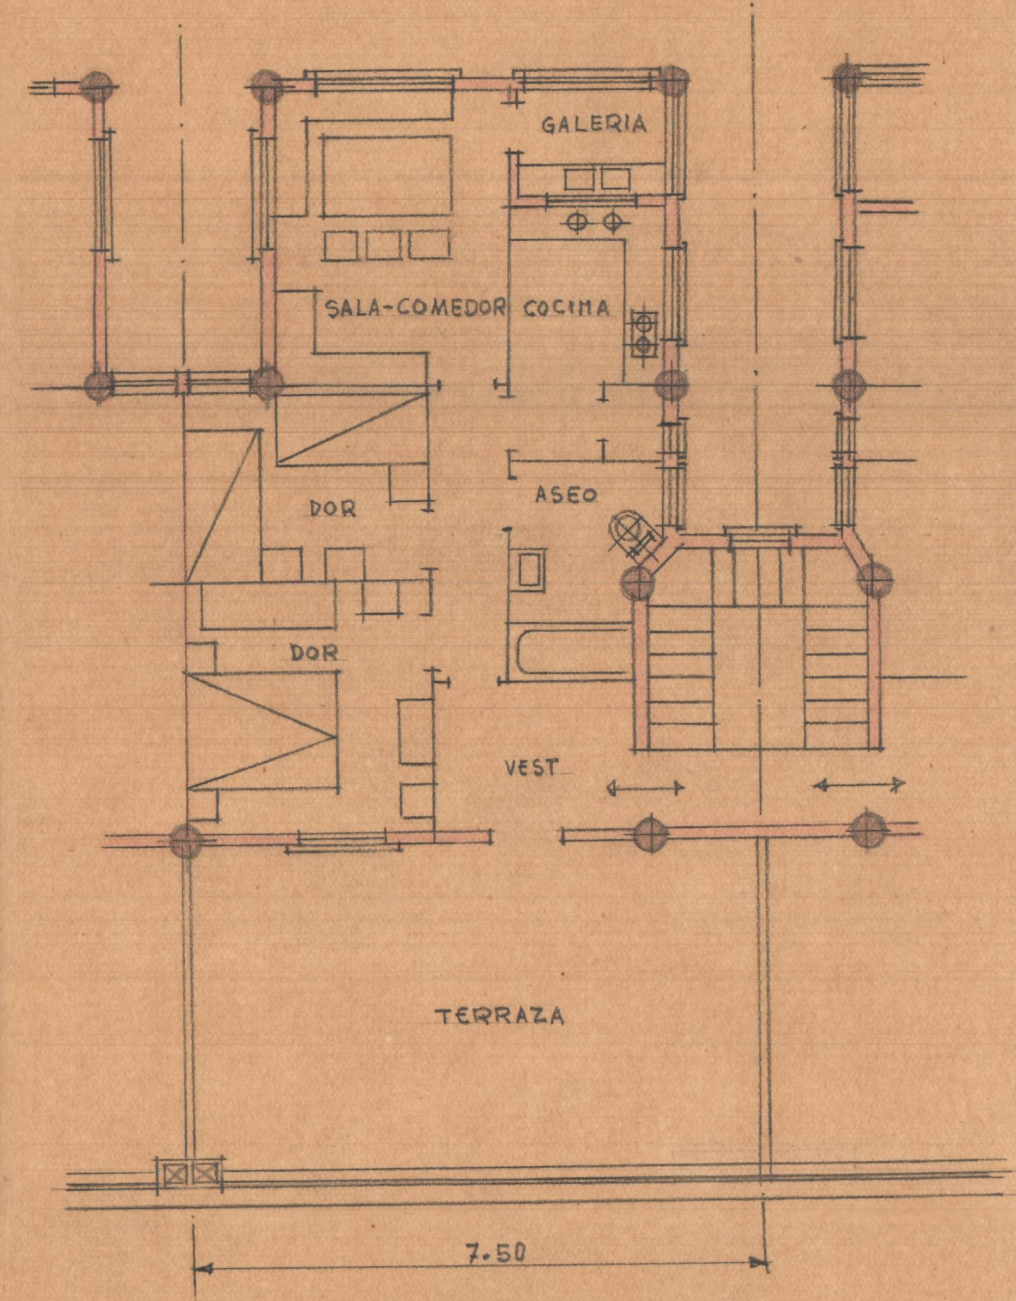 GALERIA
SALA-COMEDOR COCINA
ASEO
DOR
DOR
VEST
TERRAZA
7.50